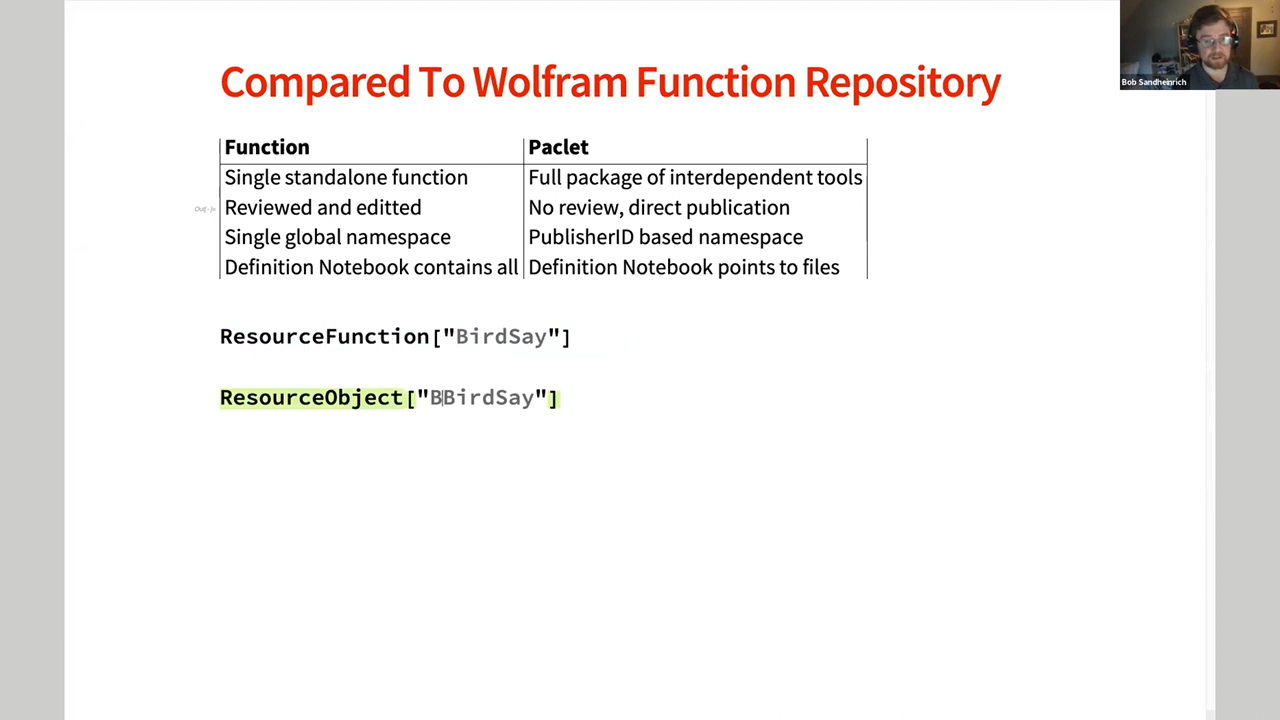 Compared To Wolfram Function Repository
Bob Sandheinrich
Function Paclet
Single standalone function Full package of interdependent tools
Out[•]=
Reviewed and editted No review, direct publication
Single global namespace PublisherID based namespace
Definition Notebook contains all Definition Notebook points to files
ResourceFunction["BirdSay"]
ResourceObject["BBirdSay"]